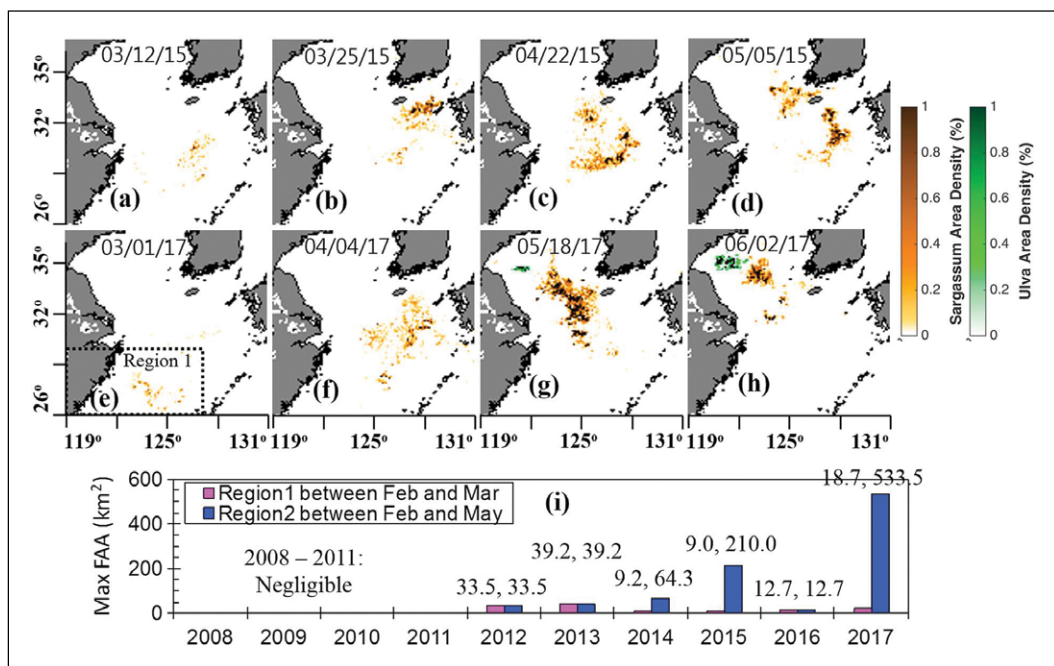 03/12/15 03/25/15 04/22/15 05/05/15
35° 32° 26°
(a) (b) (c) (d)
03/01/17 04/04/17 05/18/17 06/02/17
35° 32° 26°
Region 1
(e) (f) (g) (h)
119° 125° 131° 119° 125° 131° 119° 125° 131° 119° 125° 131°
1 0.8 0.6 0.4 0.2 0
Sargassum Area Density (%)
1 0.8 0.6 0.4 0.2 0
Ulva Area Density (%)
(i)
Max FAA (km²)
600 400 200 0
Region1 between Feb and Mar
Region2 between Feb and May
2008 – 2011:
Negligible
33.5, 33.5
39.2, 39.2
9.2, 64.3
9.0, 210.0
12.7, 12.7
18.7, 533.5
2008 2009 2010 2011 2012 2013 2014 2015 2016 2017